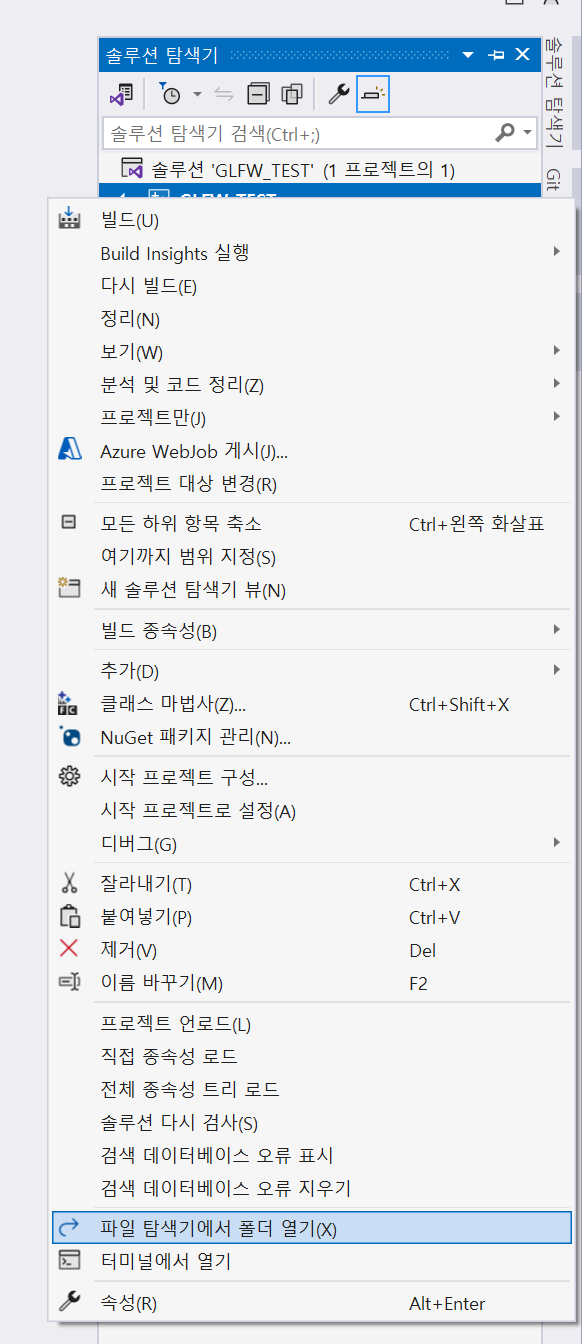 솔루션 탐색기
솔루션 탐색기 검색(Ctrl+;)
솔루션 'GLFW_TEST' (1 프로젝트의 1)
GLFW_TEST
빌드(U)
Build Insights 실행
다시 빌드(E)
정리(N)
보기(W)
분석 및 코드 정리(Z)
프로젝트만(J)
Azure WebJob 게시(J)...
프로젝트 대상 변경(R)
모든 하위 항목 축소 Ctrl+왼쪽 화살표
여기까지 범위 지정(S)
새 솔루션 탐색기 뷰(N)
빌드 종속성(B)
추가(D)
클래스 마법사(Z)... Ctrl+Shift+X
NuGet 패키지 관리(N)...
시작 프로젝트 구성...
시작 프로젝트로 설정(A)
디버그(G)
잘라내기(T) Ctrl+X
붙여넣기(P) Ctrl+V
제거(V) Del
이름 바꾸기(M) F2
프로젝트 언로드(L)
직접 종속성 로드
전체 종속성 트리 로드
솔루션 다시 검사(S)
검색 데이터베이스 오류 표시
검색 데이터베이스 오류 지우기
파일 탐색기에서 폴더 열기(X)
터미널에서 열기
속성(R) Alt+Enter
솔루션 탐색기
Git